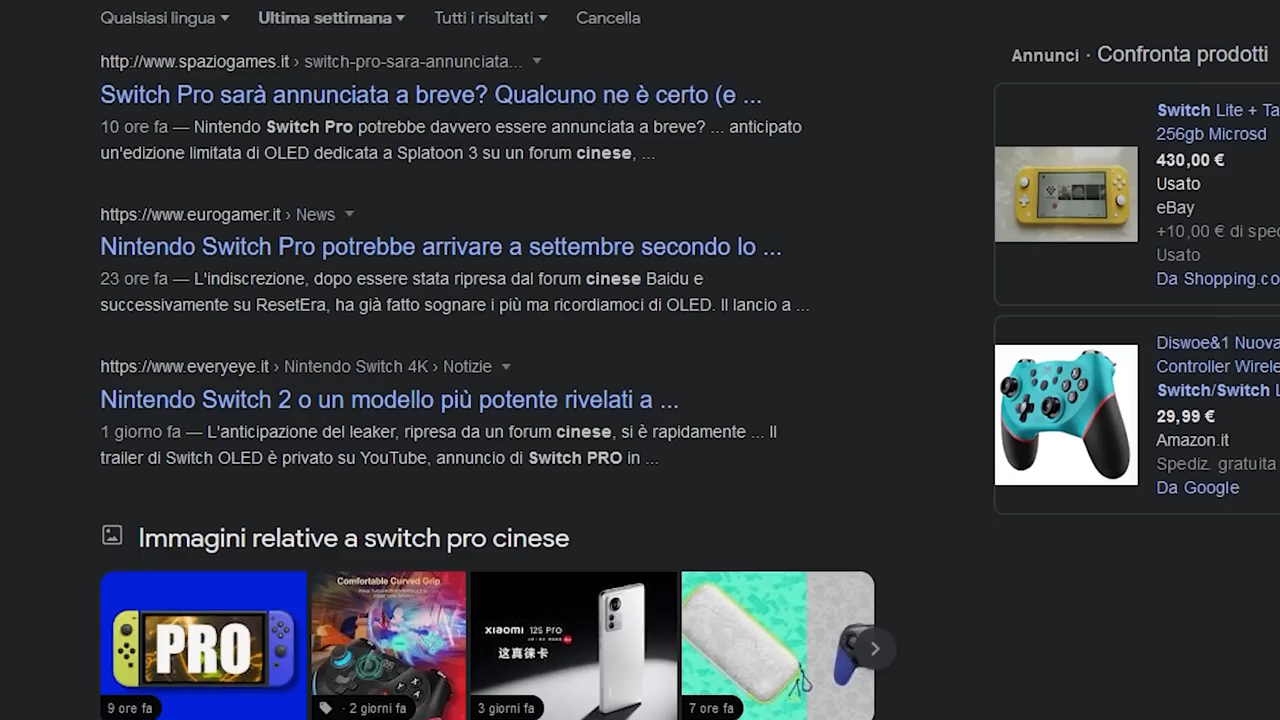 Qualsiasi lingua Ultima settimana Tutti i risultati Cancella
http://www.spaziogames.it › switch-pro-sara-annunciata...
Switch Pro sarà annunciata a breve? Qualcuno ne è certo (e ...
10 ore fa — Nintendo Switch Pro potrebbe davvero essere annunciata a breve? ... anticipato
un'edizione limitata di OLED dedicata a Splatoon 3 su un forum cinese, ...
https://www.eurogamer.it › News
Nintendo Switch Pro potrebbe arrivare a settembre secondo lo ...
23 ore fa — L'indiscrezione, dopo essere stata ripresa dal forum cinese Baidu e
successivamente su ResetEra, ha già fatto sognare i più ma ricordiamoci di OLED. Il lancio a ...
https://www.everyeye.it › Nintendo Switch 4K › Notizie
Nintendo Switch 2 o un modello più potente rivelati a ...
1 giorno fa — L'anticipazione del leaker, ripresa da un forum cinese, si è rapidamente ... Il
trailer di Switch OLED è privato su YouTube, annuncio di Switch PRO in ...
Immagini relative a switch pro cinese
PRO
9 ore fa
Comfortable Curved Grip
· 2 giorni fa
xiaomi 12S Pro
这真徕卡
3 giorni fa
7 ore fa
Annunci · Confronta prodotti
Switch Lite + Ta
256gb Microsd
430,00 €
Usato
eBay
+10,00 € di spec
Usato
Da Shopping.co
Diswoe&1 Nuova
Controller Wirele
Switch/Switch L
29,99 €
Amazon.it
Spediz. gratuita
Da Google